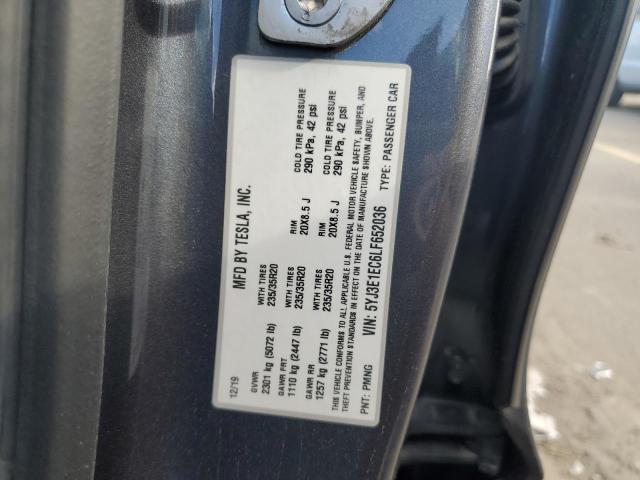 MFD BY TESLA, INC.
12/19
GVWR
2301 kg (5072 lb)
WITH TIRES
235/35R20
RIM
20X8.5 J
COLD TIRE PRESSURE
290 kPa, 42 psi
GAWR FRT
1110 kg (2447 lb)
WITH TIRES
235/35R20
RIM
20X8.5 J
COLD TIRE PRESSURE
290 kPa, 42 psi
GAWR RR
1257 kg (2771 lb)
THIS VEHICLE CONFORMS TO ALL APPLICABLE U.S. FEDERAL MOTOR VEHICLE SAFETY, BUMPER, AND
THEFT PREVENTION STANDARDS IN EFFECT ON THE DATE OF MANUFACTURE SHOWN ABOVE.
VIN: 5YJ3E1EC6LF652036
TYPE: PASSENGER CAR
PNT: PMNG